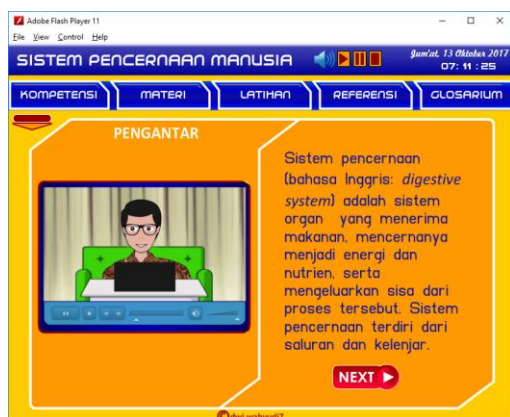 Adobe Flash Player 11
File View Control Help
SISTEM PENCERNAAN MANUSIA
Jum'at, 13 Oktober 2017
07: 11 : 25
KOMPETENSI MATERI LATIHAN REFERENSI GLOSARIUM
PENGANTAR
Sistem pencernaan
(bahasa Inggris: digestive
system) adalah sistem
organ yang menerima
makanan, mencernanya
menjadi energi dan
nutrien, serta
mengeluarkan sisa dari
proses tersebut. Sistem
pencernaan terdiri dari
saluran dan kelenjar.
NEXT